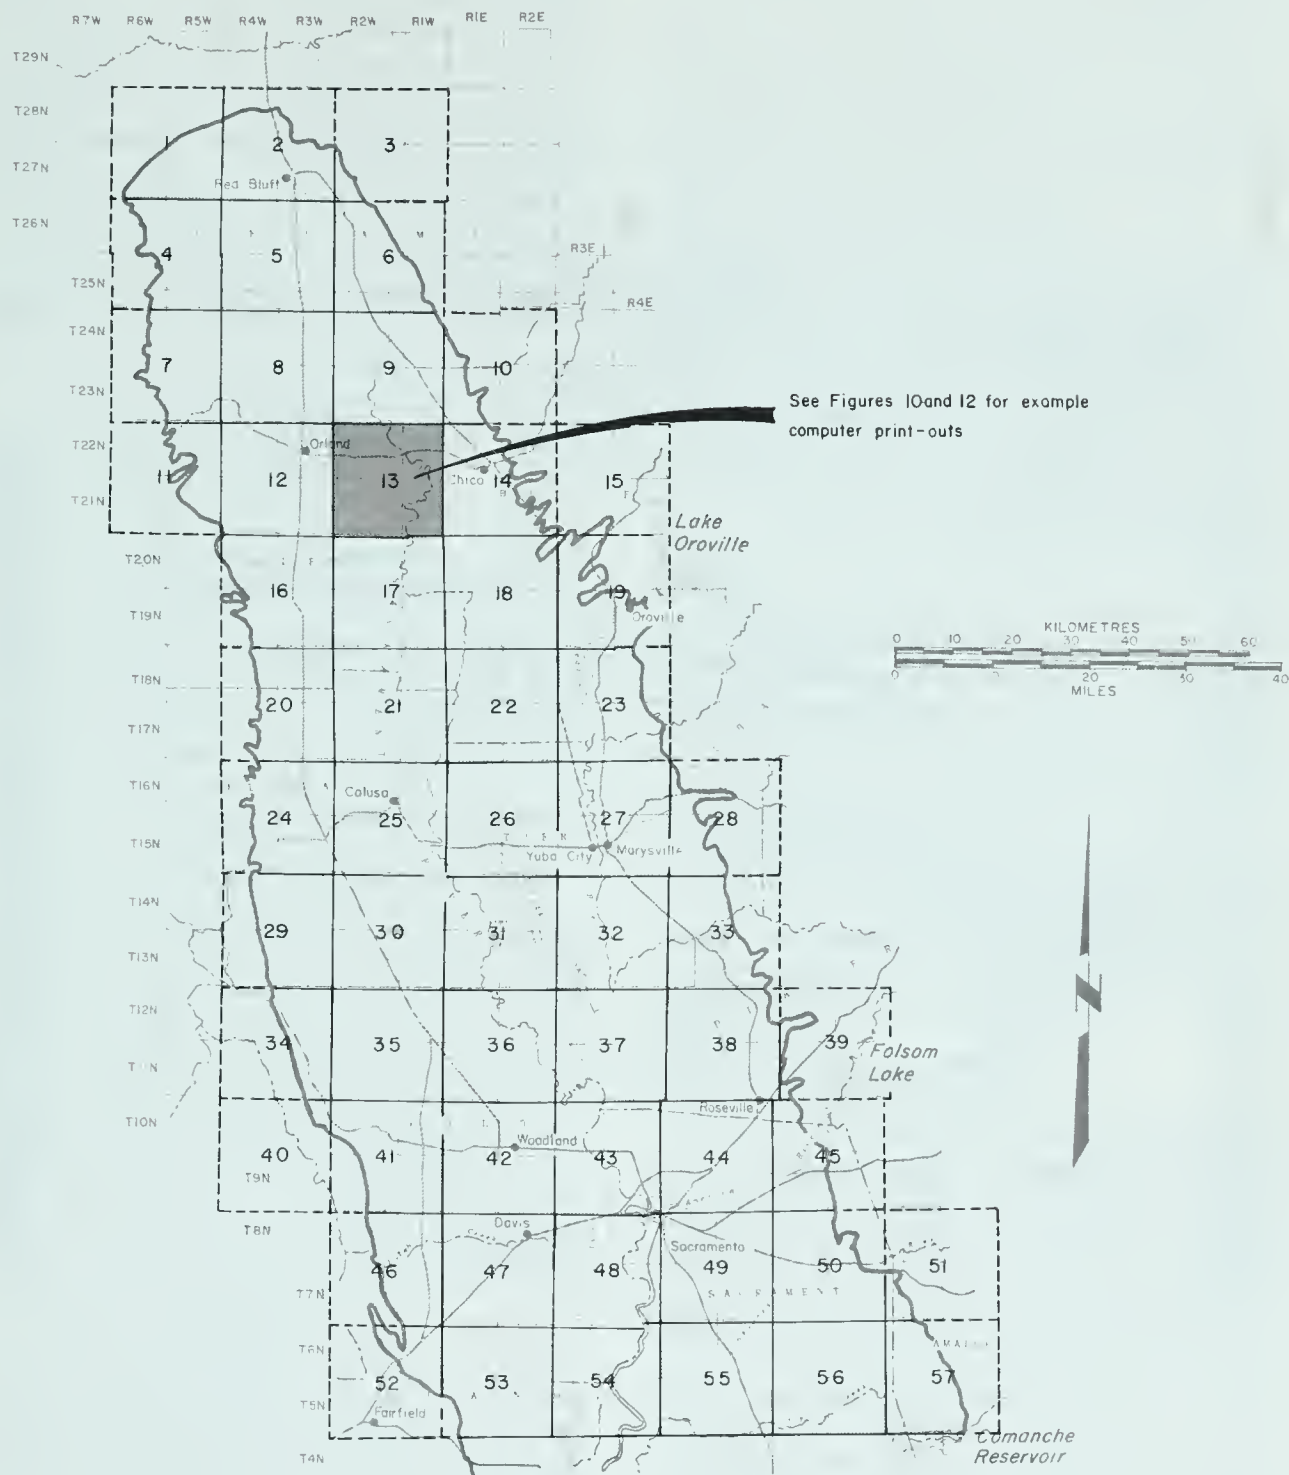 R7W R6W R5W R4W R3W R2W R1W R1E R2E
T29N
T28N
1 2 3
T27N
Red Bluff
T26N
R3E
4 5 6
T25N
R4E
T24N
7 8 9 10
T23N
See Figures 10 and 12 for example
computer print-outs
T22N
Orland
11 12 13 Chico 14 15
T21N
Lake
Oroville
T20N
16 17 18 19
T19N
Oroville
KILOMETRES
0 10 20 30 40 50 60
0 20 30 40
MILES
T18N
20 21 22 23
T17N
T16N
Colusa
24 25 26 27 28
T15N
Yuba City Marysville
T14N
29 30 31 32 33
T13N
T12N
N
34 35 36 37 38 39
Folsom
Lake
T11N
Roseville
T10N
Woodland
40 41 42 43 44 45
T9N
T8N
Davis
Sacramento
46 47 48 49 50 51
T7N
SACRAMENT
T6N
52 53 54 55 56 57
T5N
Fairfield
Comanche
Reservoir
T4N